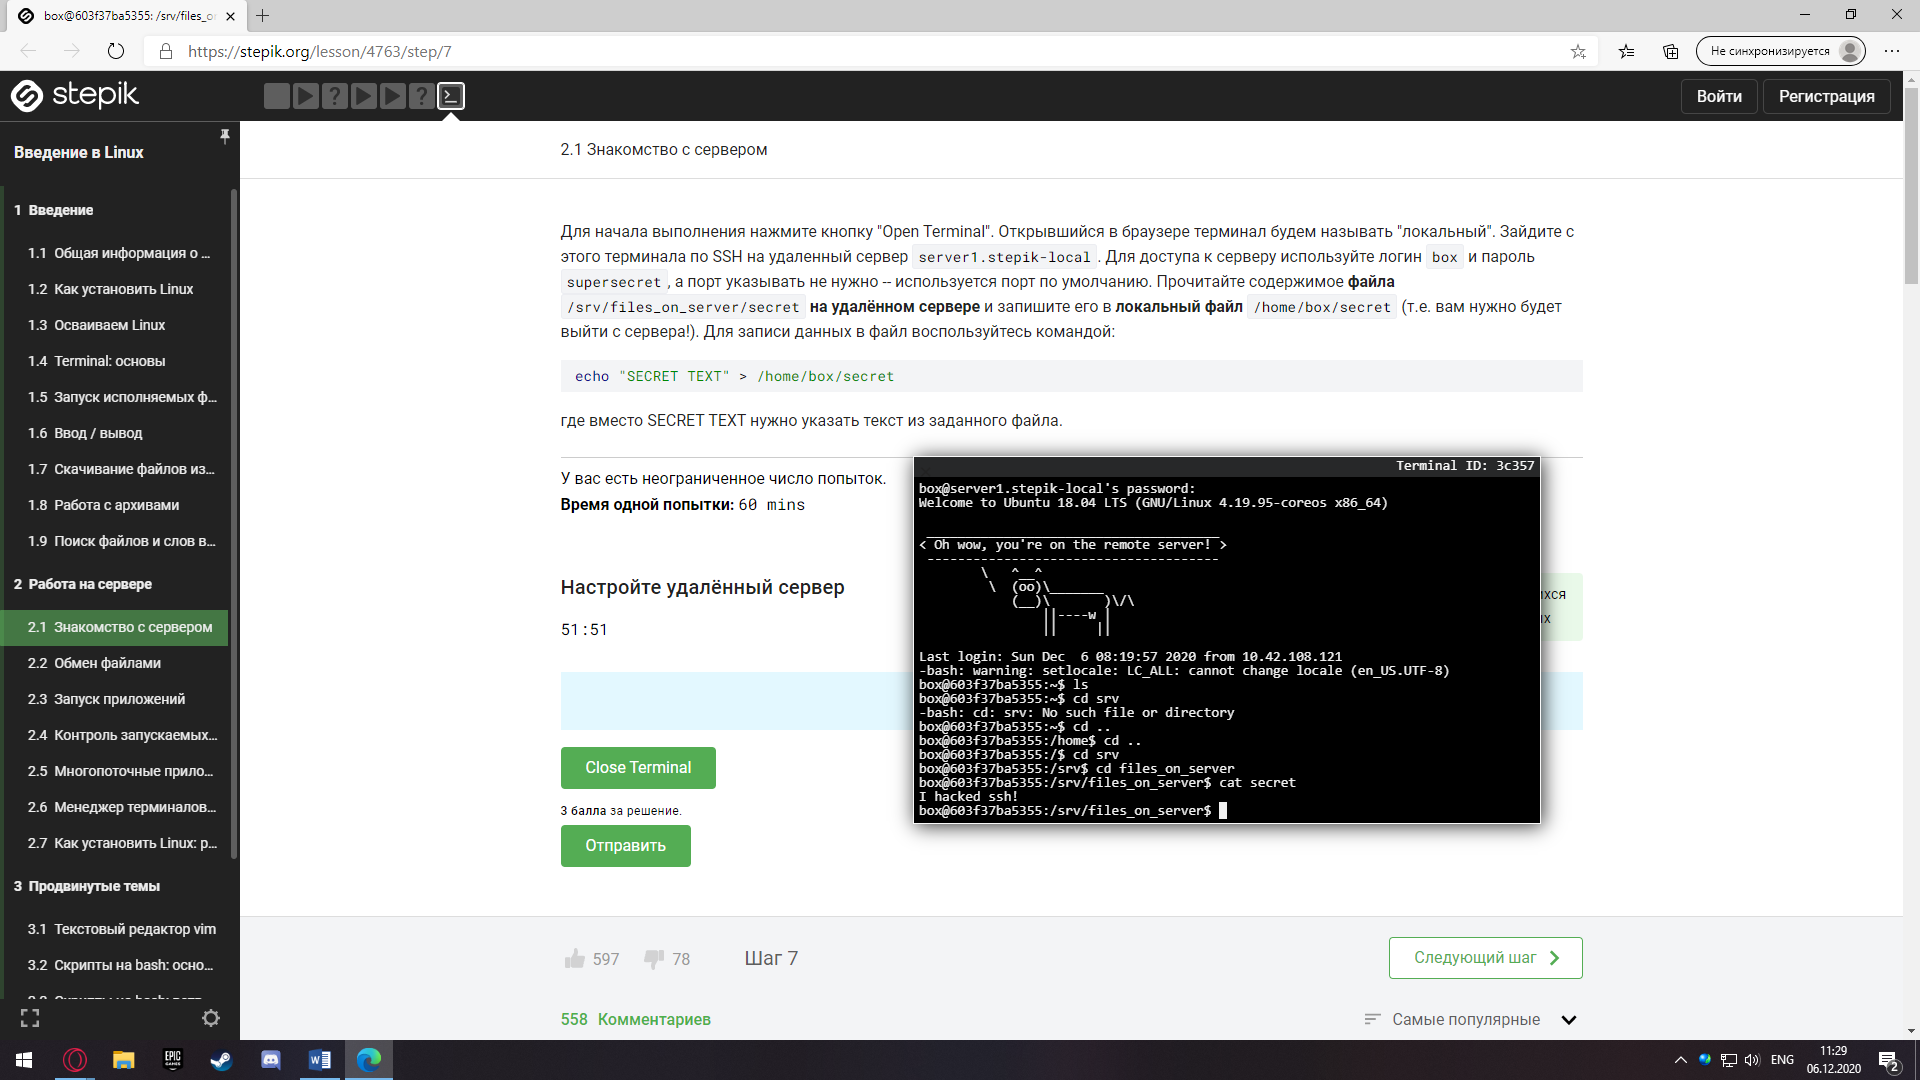 box@603f37ba5355: /srv/files_o
https://stepik.org/lesson/4763/step/7
Не синхронизируется
stepik
Войти
Регистрация
Введение в Linux
1 Введение
1.1 Общая информация о ...
1.2 Как установить Linux
1.3 Осваиваем Linux
1.4 Terminal: основы
1.5 Запуск исполняемых ф...
1.6 Ввод / вывод
1.7 Скачивание файлов из...
1.8 Работа с архивами
1.9 Поиск файлов и слов в...
2 Работа на сервере
2.1 Знакомство с сервером
2.2 Обмен файлами
2.3 Запуск приложений
2.4 Контроль запускаемых...
2.5 Многопоточные прило...
2.6 Менеджер терминалов...
2.7 Как установить Linux: р...
3 Продвинутые темы
3.1 Текстовый редактор vim
3.2 Скрипты на bash: осно...
2.1 Знакомство с сервером
Для начала выполнения нажмите кнопку "Open Terminal". Открывшийся в браузере терминал будем называть "локальный". Зайдите с
этого терминала по SSH на удаленный сервер server1.stepik-local. Для доступа к серверу используйте логин box и пароль
supersecret, а порт указывать не нужно -- используется порт по умолчанию. Прочитайте содержимое файла
/srv/files_on_server/secret на удалённом сервере и запишите его в локальный файл /home/box/secret (т.е. вам нужно будет
выйти с сервера!). Для записи данных в файл воспользуйтесь командой:
echo "SECRET TEXT" > /home/box/secret
где вместо SECRET TEXT нужно указать текст из заданного файла.
У вас есть неограниченное число попыток.
Время одной попытки: 60 mins
Настройте удалённый сервер
51:51
хся
х
Close Terminal
3 балла за решение.
Отправить
Terminal ID: 3c357
box@server1.stepik-local's password:
Welcome to Ubuntu 18.04 LTS (GNU/Linux 4.19.95-coreos x86_64)
 ______________________________________
< Oh wow, you're on the remote server! >
 --------------------------------------
        \   ^__^
         \  (oo)\_______
            (__)\       )\/\
                ||----w |
                ||     ||
Last login: Sun Dec  6 08:19:57 2020 from 10.42.108.121
-bash: warning: setlocale: LC_ALL: cannot change locale (en_US.UTF-8)
box@603f37ba5355:~$ ls
box@603f37ba5355:~$ cd srv
-bash: cd: srv: No such file or directory
box@603f37ba5355:~$ cd ..
box@603f37ba5355:/home$ cd ..
box@603f37ba5355:/$ cd srv
box@603f37ba5355:/srv$ cd files_on_server
box@603f37ba5355:/srv/files_on_server$ cat secret
I hacked ssh!
box@603f37ba5355:/srv/files_on_server$
597
78
Шаг 7
Следующий шаг
558 Комментариев
Самые популярные
EPIC GAMES
ENG
11:29
06.12.2020
2